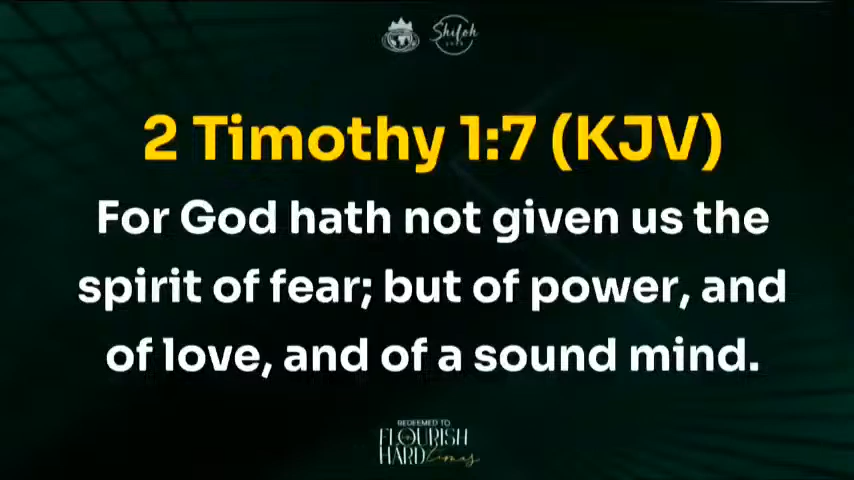 Shiloh
2 Timothy 1:7 (KJV)
For God hath not given us the
spirit of fear; but of power, and
of love, and of a sound mind.
REDEEMED TO
FLOURISH
HARD times